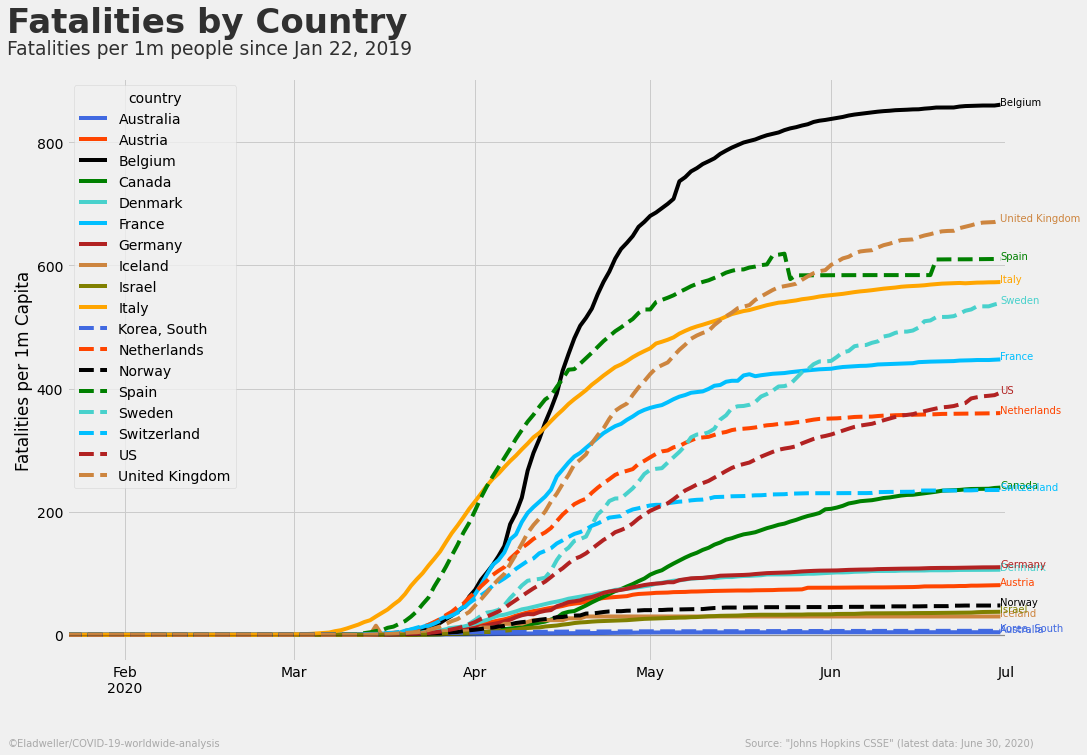 Fatalities by Country
Fatalities per 1m people since Jan 22, 2019
country
Australia
Austria
Belgium
Canada
Denmark
France
Germany
Iceland
Israel
Italy
Korea, South
Netherlands
Norway
Spain
Sweden
Switzerland
US
United Kingdom
Fatalities per 1m Capita
800
600
400
200
0
Feb
2020
Mar
Apr
May
Jun
Jul
Belgium
United Kingdom
Spain
Italy
Sweden
France
US
Netherlands
Canada
Switzerland
Germany
Denmark
Austria
Norway
Israel
Iceland
Korea, South
Australia
©Eladweller/COVID-19-worldwide-analysis
Source: "Johns Hopkins CSSE" (latest data: June 30, 2020)